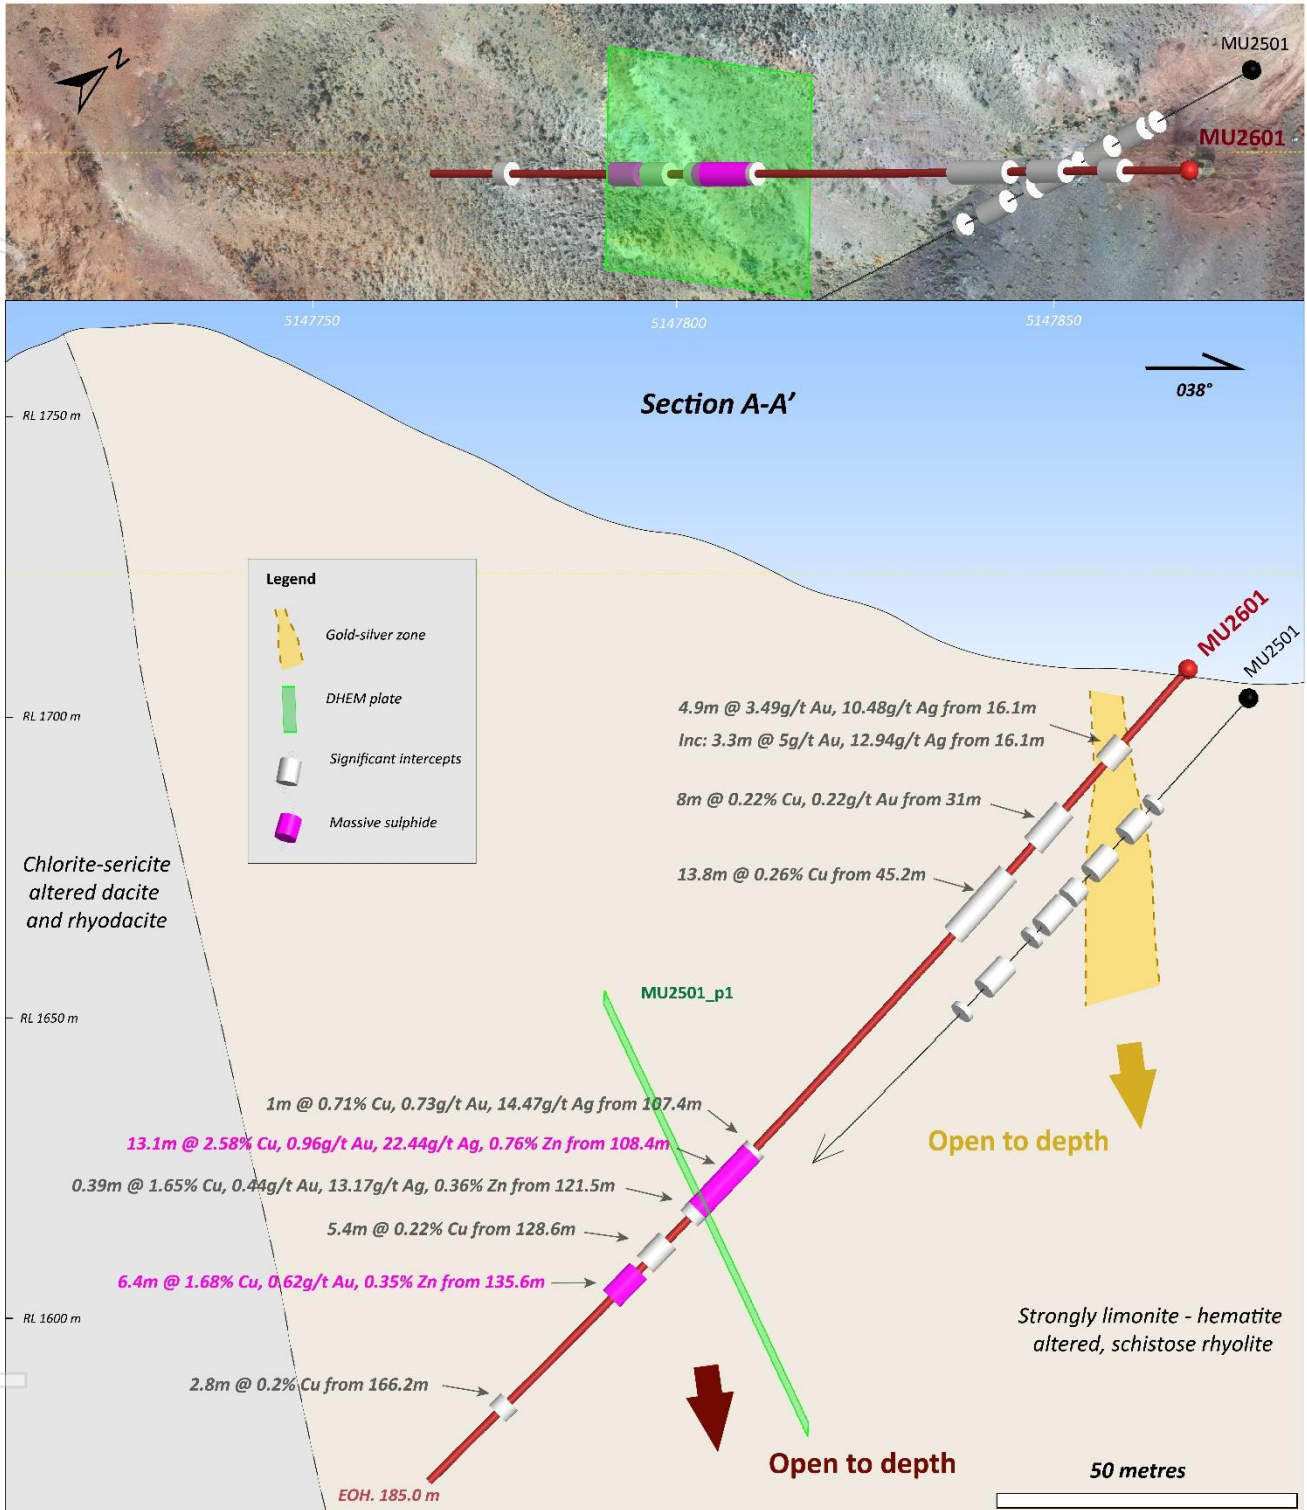 N
MU2501
MU2601
5147750
5147800
5147850
038°
Section A-A'
RL 1750 m
RL 1700 m
RL 1650 m
RL 1600 m
Legend
Gold-silver zone
DHEM plate
Significant intercepts
Massive sulphide
MU2601
MU2501
4.9m @ 3.49g/t Au, 10.48g/t Ag from 16.1m
Inc: 3.3m @ 5g/t Au, 12.94g/t Ag from 16.1m
8m @ 0.22% Cu, 0.22g/t Au from 31m
13.8m @ 0.26% Cu from 45.2m
Chlorite-sericite
altered dacite
and rhyodacite
MU2501_p1
1m @ 0.71% Cu, 0.73g/t Au, 14.47g/t Ag from 107.4m
13.1m @ 2.58% Cu, 0.96g/t Au, 22.44g/t Ag, 0.76% Zn from 108.4m
0.39m @ 1.65% Cu, 0.44g/t Au, 13.17g/t Ag, 0.36% Zn from 121.5m
5.4m @ 0.22% Cu from 128.6m
6.4m @ 1.68% Cu, 0.62g/t Au, 0.35% Zn from 135.6m
2.8m @ 0.2% Cu from 166.2m
Open to depth
Strongly limonite - hematite
altered, schistose rhyolite
Open to depth
EOH. 185.0 m
50 metres